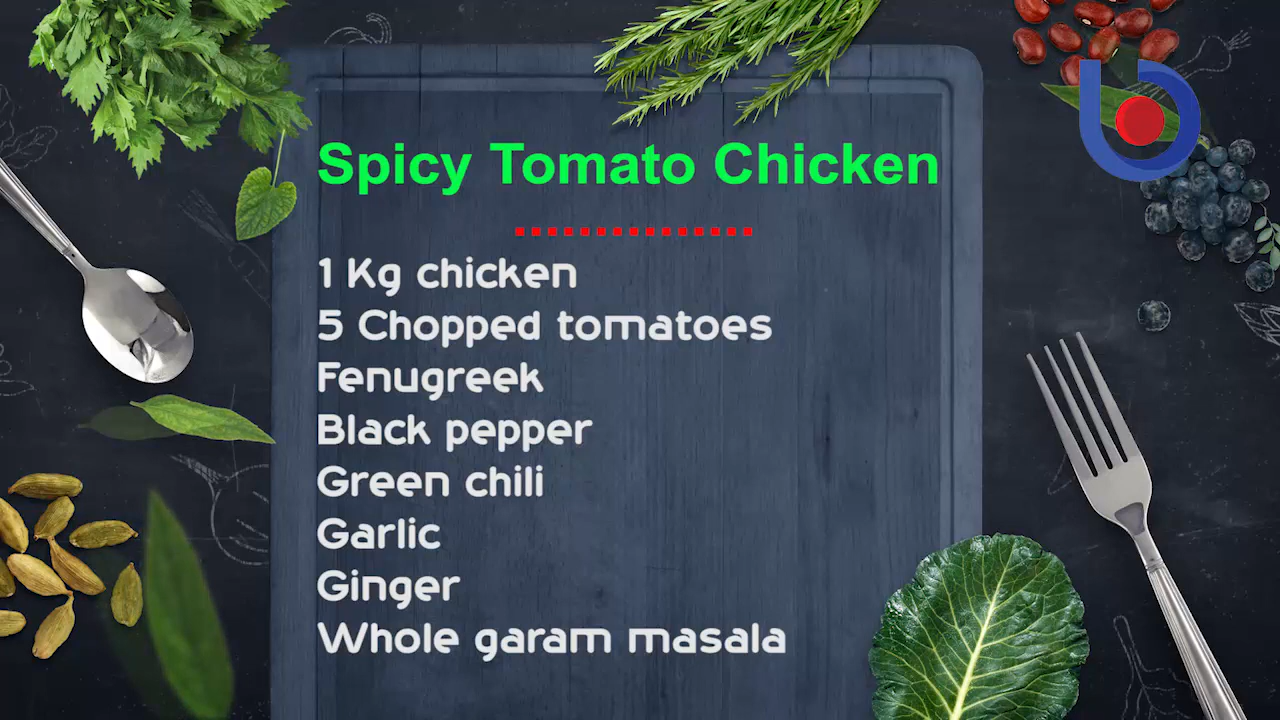 Spicy Tomato Chicken
1 Kg chicken
5 Chopped tomatoes
Fenugreek
Black pepper
Green chili
Garlic
Ginger
Whole garam masala